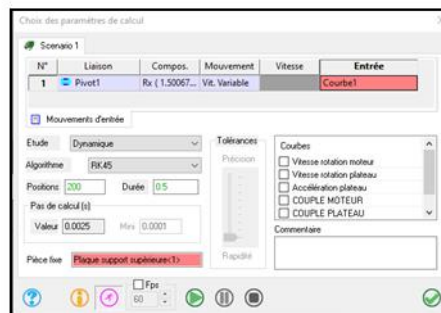 Choix des paramètres de calcul
Scenario 1
N° Liaison Compos. Mouvement Vitesse Entrée
1 Pivot1 Rx ( 1.50067... Vit. Variable Courbe1
Mouvements d'entrée
Etude Dynamique
Algorithme RK45
Positions 200 Durée 0.5
Pas de calcul (s)
Valeur 0.0025 Mini 0.0001
Pièce fixe Plaque support supérieure<1>
Tolérances
Précision
Rapidité
Courbes
Vitesse rotation moteur
Vitesse rotation plateau
Accélération plateau
COUPLE MOTEUR
COUPLE PLATEAU
Commentaire
Fps
60